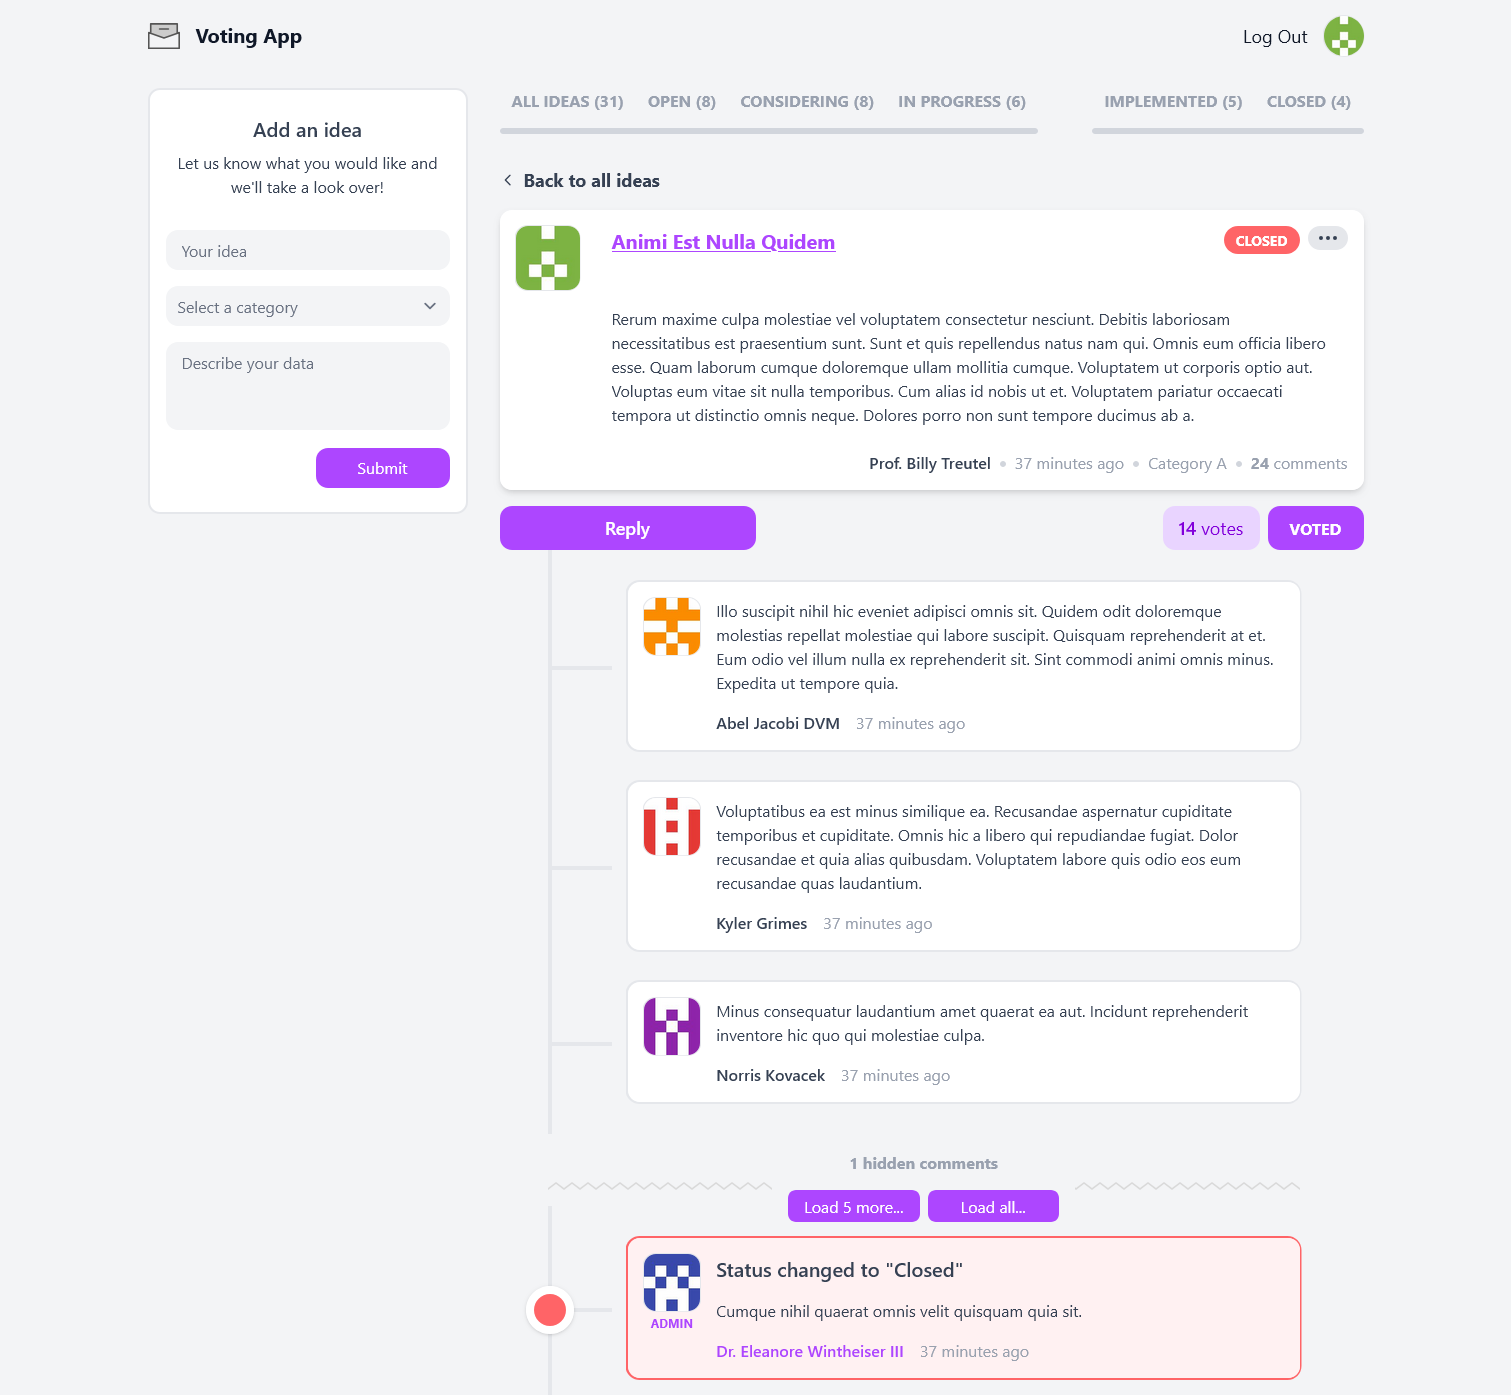 Voting App
Log Out
Add an idea
Let us know what you would like and
we'll take a look over!
Your idea
Select a category
Describe your data
Submit
ALL IDEAS (31) OPEN (8) CONSIDERING (8) IN PROGRESS (6) IMPLEMENTED (5) CLOSED (4)
Back to all ideas
Animi Est Nulla Quidem
CLOSED
Rerum maxime culpa molestiae vel voluptatem consectetur nesciunt. Debitis laboriosam
necessitatibus est praesentium sunt. Sunt et quis repellendus natus nam qui. Omnis eum officia libero
esse. Quam laborum cumque doloremque ullam mollitia cumque. Voluptatem ut corporis optio aut.
Voluptas eum vitae sit nulla temporibus. Cum alias id nobis ut et. Voluptatem pariatur occaecati
tempora ut distinctio omnis neque. Dolores porro non sunt tempore ducimus ab a.
Prof. Billy Treutel • 37 minutes ago • Category A • 24 comments
Reply
14 votes
VOTED
Illo suscipit nihil hic eveniet adipisci omnis sit. Quidem odit doloremque
molestias repellat molestiae qui labore suscipit. Quisquam reprehenderit at et.
Eum odio vel illum nulla ex reprehenderit sit. Sint commodi animi omnis minus.
Expedita ut tempore quia.
Abel Jacobi DVM 37 minutes ago
Voluptatibus ea est minus similique ea. Recusandae aspernatur cupiditate
temporibus et cupiditate. Omnis hic a libero qui repudiandae fugiat. Dolor
recusandae et quia alias quibusdam. Voluptatem labore quis odio eos eum
recusandae quas laudantium.
Kyler Grimes 37 minutes ago
Minus consequatur laudantium amet quaerat ea aut. Incidunt reprehenderit
inventore hic quo qui molestiae culpa.
Norris Kovacek 37 minutes ago
1 hidden comments
Load 5 more... Load all...
Status changed to "Closed"
Cumque nihil quaerat omnis velit quisquam quia sit.
ADMIN
Dr. Eleanore Wintheiser III 37 minutes ago